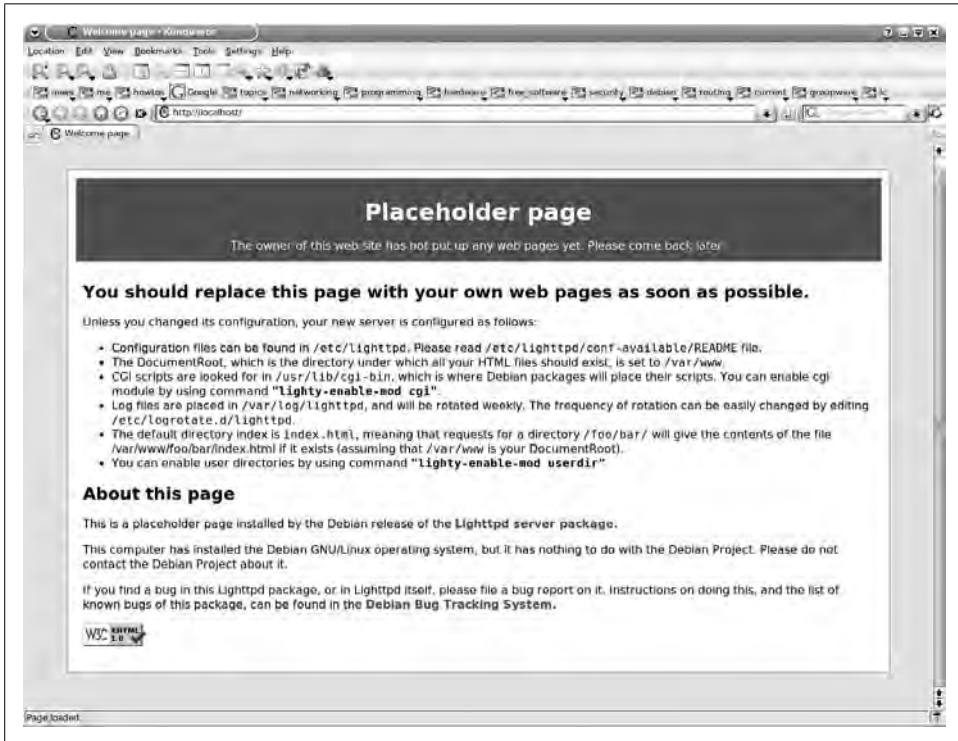 Welcome page - Konqueror
Location Edit View Bookmarks Tools Settings Help
news me howtos Google topics networking programming hardware free_software security debian routing current groupware
http://localhost/
Welcome page
Placeholder page
The owner of this web site has not put up any web pages yet. Please come back later.
You should replace this page with your own web pages as soon as possible.
Unless you changed its configuration, your new server is configured as follows:
• Configuration files can be found in /etc/lighttpd. Please read /etc/lighttpd/conf-available/README file.
• The DocumentRoot, which is the directory under which all your HTML files should exist, is set to /var/www.
• CGI scripts are looked for in /usr/lib/cgi-bin, which is where Debian packages will place their scripts. You can enable cgi
module by using command "lighty-enable-mod cgi".
• Log files are placed in /var/log/lighttpd, and will be rotated weekly. The frequency of rotation can be easily changed by editing
/etc/logrotate.d/lighttpd.
• The default directory index is index.html, meaning that requests for a directory /foo/bar/ will give the contents of the file
/var/www/foo/bar/index.html if it exists (assuming that /var/www is your DocumentRoot).
• You can enable user directories by using command "lighty-enable-mod userdir"
About this page
This is a placeholder page installed by the Debian release of the Lighttpd server package.
This computer has installed the Debian GNU/Linux operating system, but it has nothing to do with the Debian Project. Please do not
contact the Debian Project about it.
If you find a bug in this Lighttpd package, or in Lighttpd itself, please file a bug report on it. Instructions on doing this, and the list of
known bugs of this package, can be found in the Debian Bug Tracking System.
W3C XHTML 1.0
Page loaded.